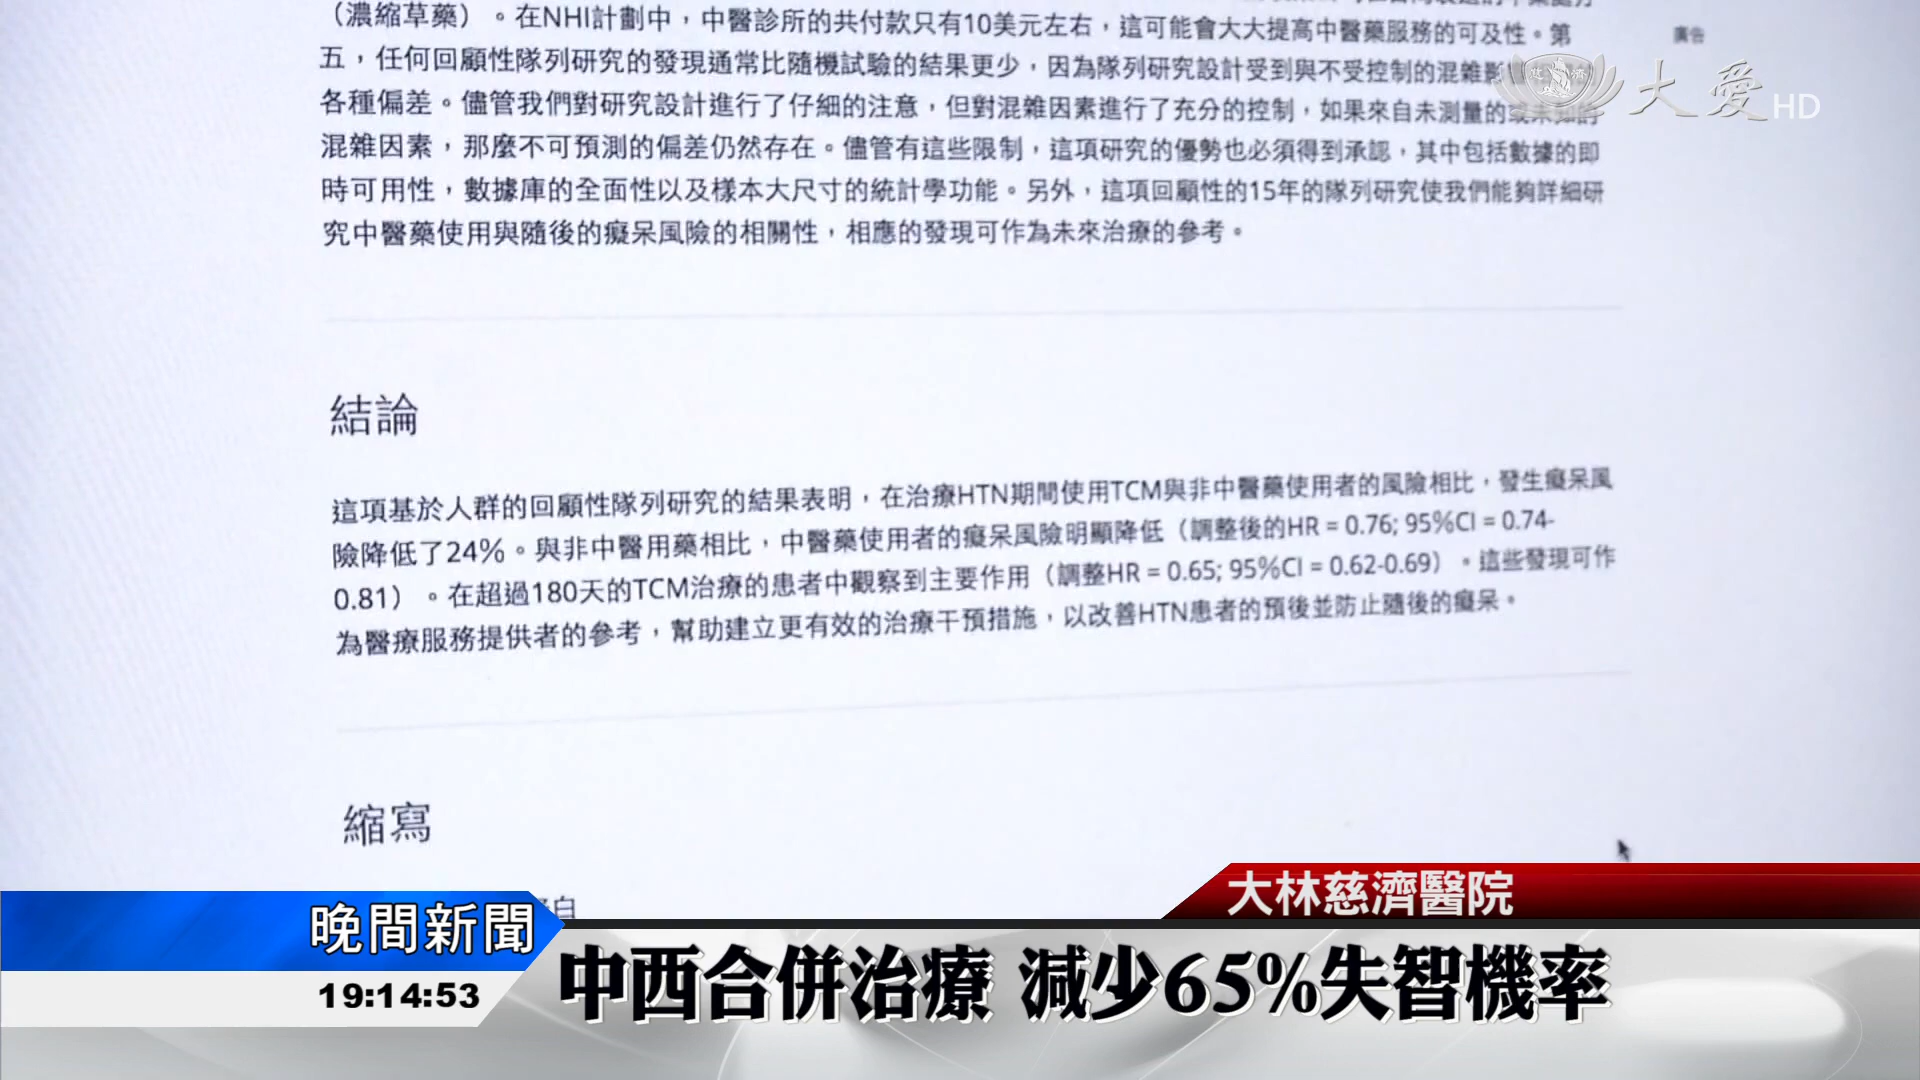 （濃縮草藥）。在NHI計劃中，中醫診所的共付款只有10美元左右，這可能會大大提高中醫藥服務的可及性。第
五，任何回顧性隊列研究的發現通常比隨機試驗的結果更少，因為隊列研究設計受到與不受控制的混雜
各種偏差。儘管我們對研究設計進行了仔細的注意，但對混雜因素進行了充分的控制，如果來自未測量的或未知的
混雜因素，那麼不可預測的偏差仍然存在。儘管有這些限制，這項研究的優勢也必須得到承認，其中包括數據的即
時可用性，數據庫的全面性以及樣本大尺寸的統計學功能。另外，這項回顧性的15年的隊列研究使我們能夠詳細研
究中醫藥使用與隨後的癡呆風險的相關性，相應的發現可作為未來治療的參考。
廣告
大愛HD
結論
這項基於人群的回顧性隊列研究的結果表明，在治療HTN期間使用TCM與非中醫藥使用者的風險相比，發生癡呆風
險降低了24%。與非中醫用藥相比，中醫藥使用者的癡呆風險明顯降低（調整後的HR = 0.76; 95%CI = 0.74-
0.81）。在超過180天的TCM治療的患者中觀察到主要作用（調整HR = 0.65; 95%CI = 0.62-0.69）。這些發現可作
為醫療服務提供者的參考，幫助建立更有效的治療干預措施，以改善HTN患者的預後並防止隨後的癡呆。
縮寫
大林慈濟醫院
晚間新聞
19:14:53
中西合併治療 減少65%失智機率